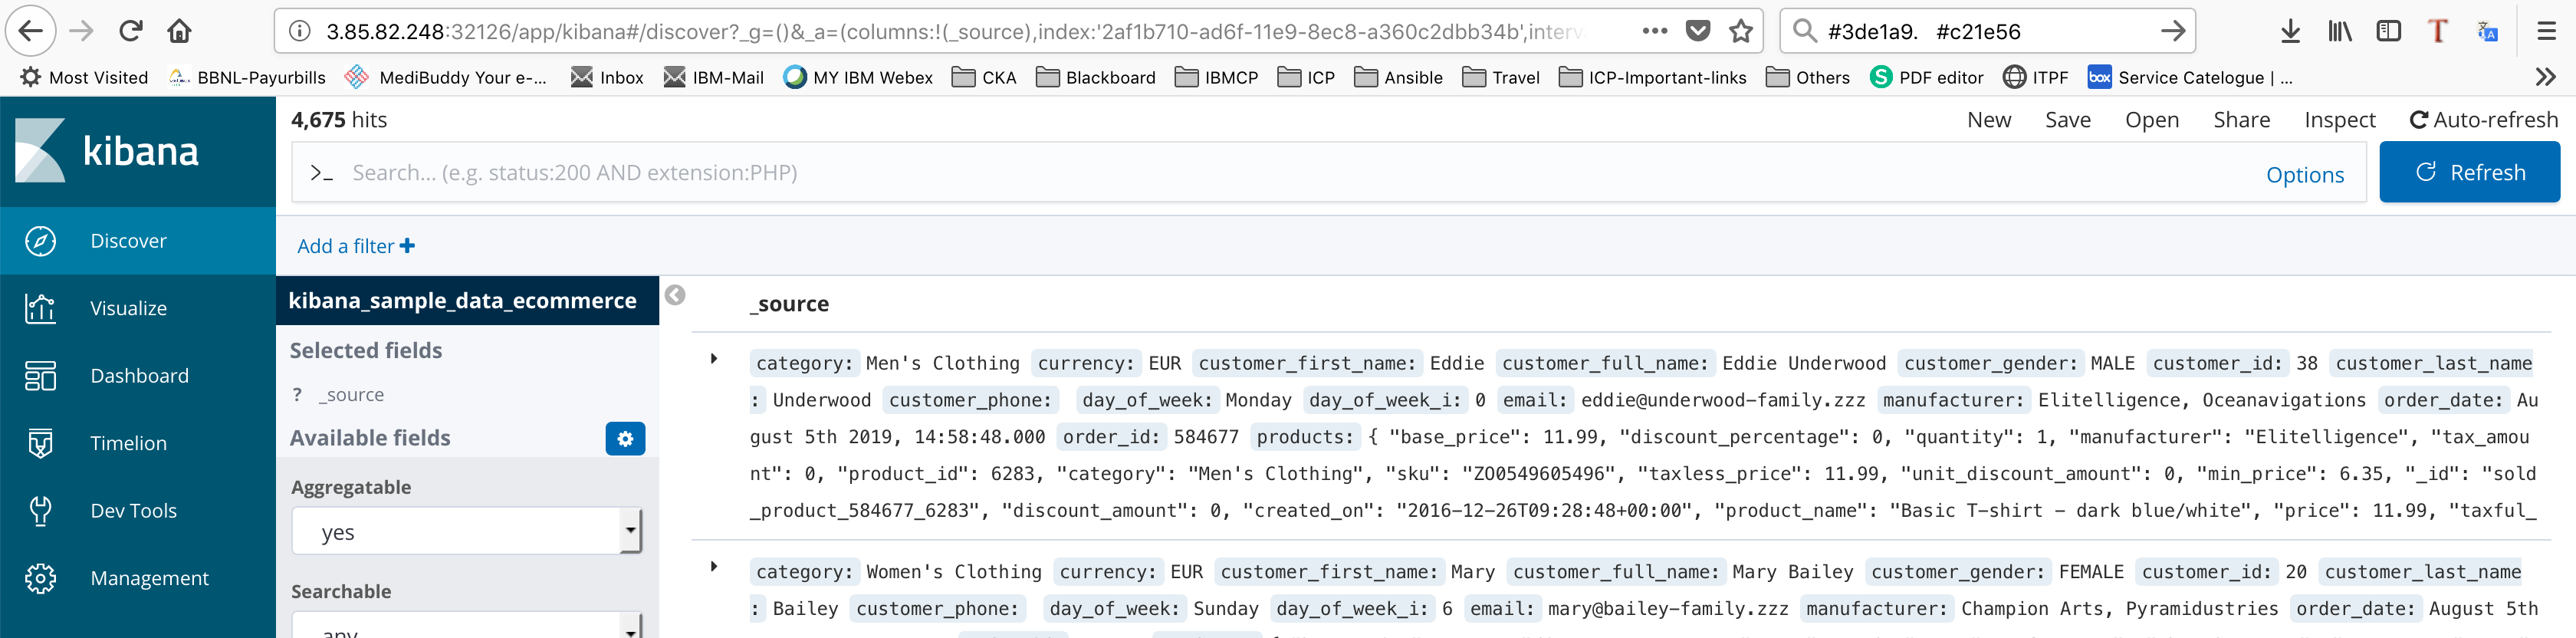 3.85.82.248:32126/app/kibana#/discover?_g=()&_a=(columns:!(_source),index:'2af1b710-ad6f-11e9-8ec8-a360c2dbb34b',interv
#3de1a9.   #c21e56
Most Visited BBNL-Payurbills MediBuddy Your e-... Inbox IBM-Mail MY IBM Webex CKA Blackboard IBMCP ICP Ansible Travel ICP-Important-links Others PDF editor ITPF Service Catelogue | ...
kibana
4,675 hits
New Save Open Share Inspect Auto-refresh
>_ Search... (e.g. status:200 AND extension:PHP) Options Refresh
Discover
Visualize
Dashboard
Timelion
Dev Tools
Management
Add a filter +
kibana_sample_data_ecommerce
Selected fields
? _source
Available fields
Aggregatable
yes
Searchable
any
_source
category: Men's Clothing currency: EUR customer_first_name: Eddie customer_full_name: Eddie Underwood customer_gender: MALE customer_id: 38 customer_last_name
: Underwood customer_phone: day_of_week: Monday day_of_week_i: 0 email: eddie@underwood-family.zzz manufacturer: Elitelligence, Oceanavigations order_date: Au
gust 5th 2019, 14:58:48.000 order_id: 584677 products: { "base_price": 11.99, "discount_percentage": 0, "quantity": 1, "manufacturer": "Elitelligence", "tax_amou
nt": 0, "product_id": 6283, "category": "Men's Clothing", "sku": "ZO0549605496", "taxless_price": 11.99, "unit_discount_amount": 0, "min_price": 6.35, "_id": "sold
_product_584677_6283", "discount_amount": 0, "created_on": "2016-12-26T09:28:48+00:00", "product_name": "Basic T-shirt - dark blue/white", "price": 11.99, "taxful_
category: Women's Clothing currency: EUR customer_first_name: Mary customer_full_name: Mary Bailey customer_gender: FEMALE customer_id: 20 customer_last_name
: Bailey customer_phone: day_of_week: Sunday day_of_week_i: 6 email: mary@bailey-family.zzz manufacturer: Champion Arts, Pyramidustries order_date: August 5th